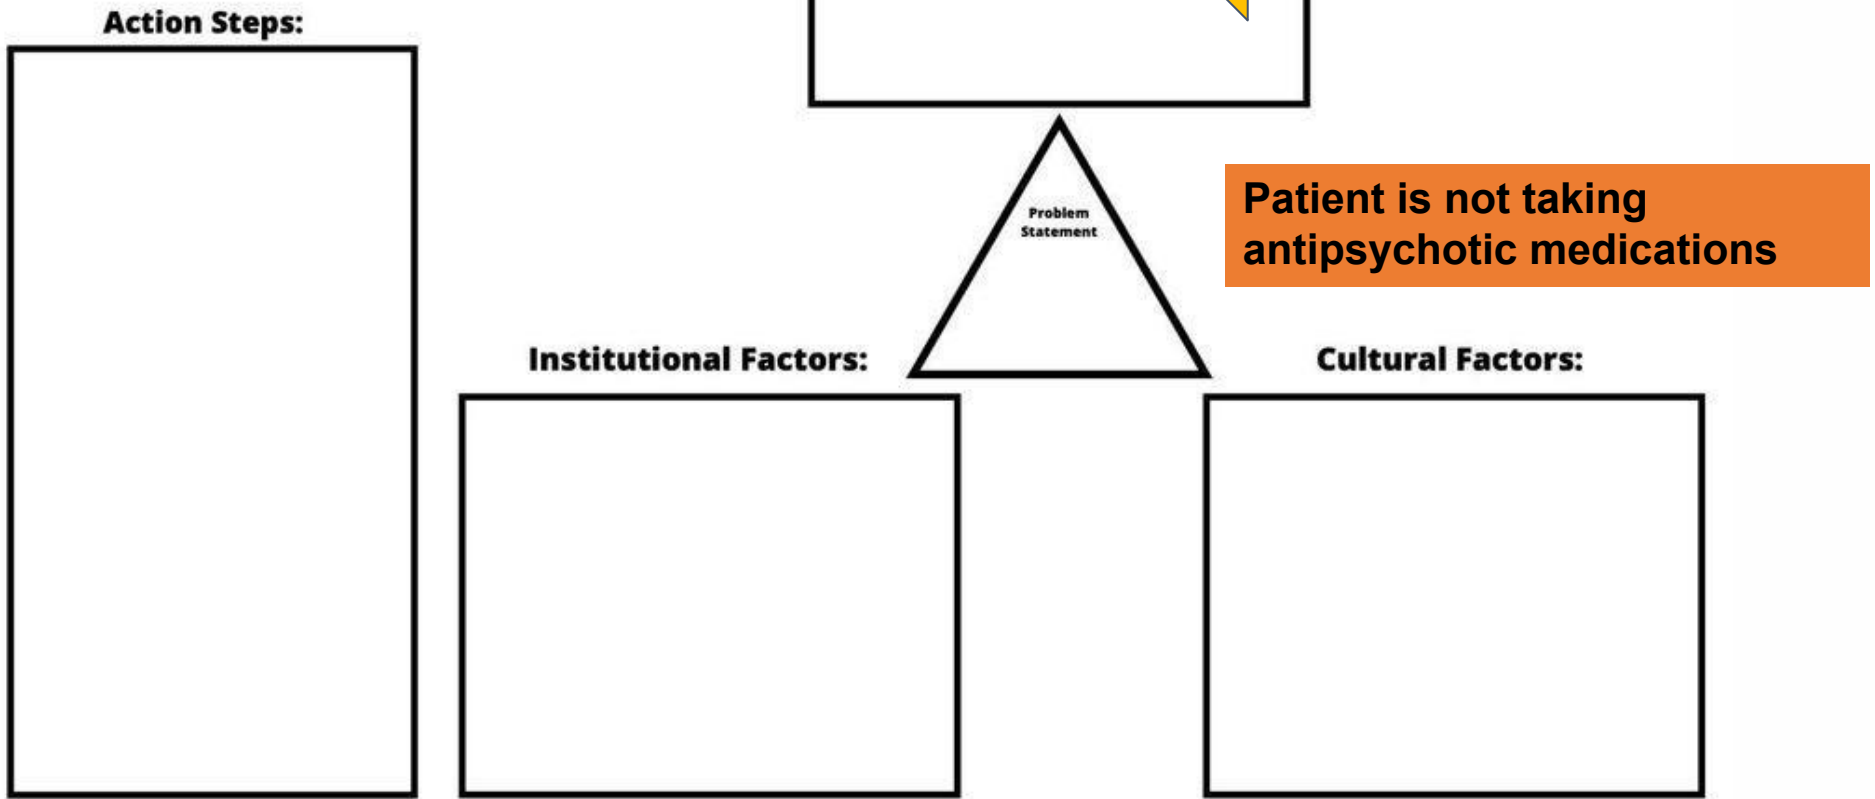 Action Steps:
Problem
Statement
Patient is not taking
antipsychotic medications
Institutional Factors:
Cultural Factors: